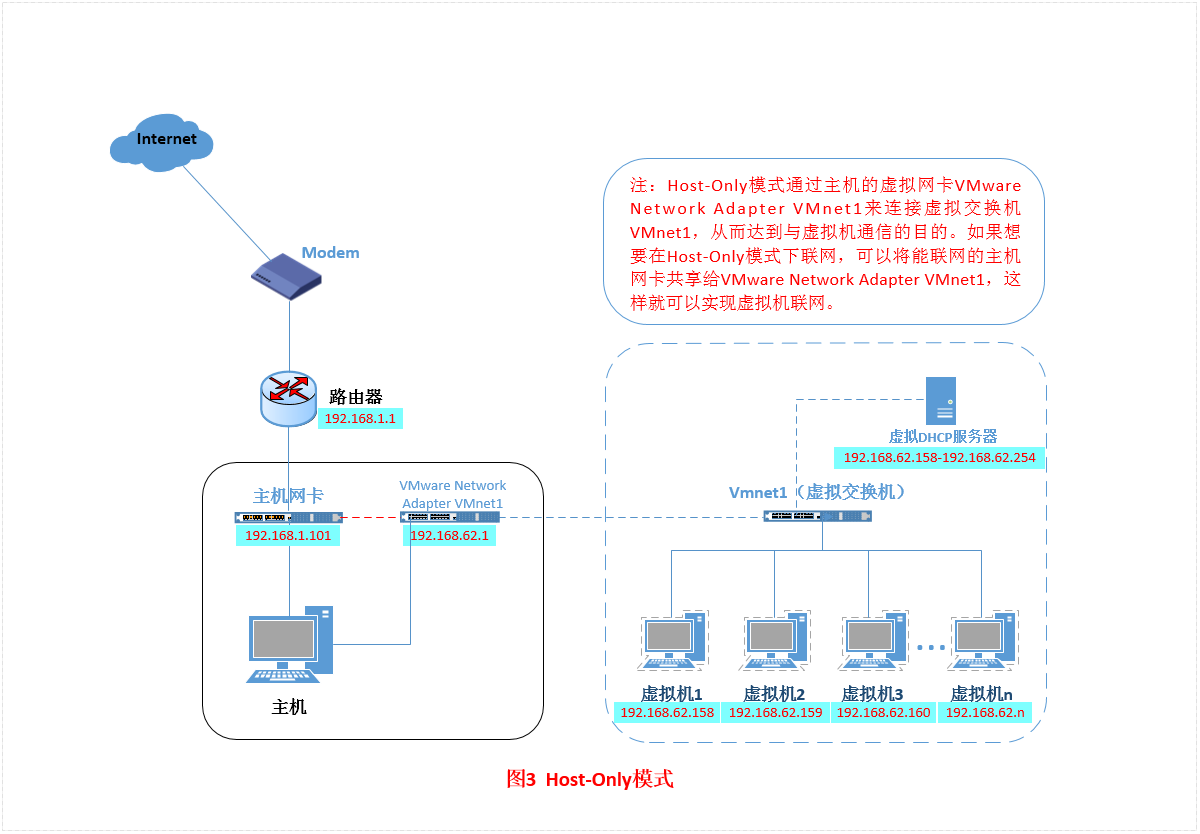 Internet
Modem
注：Host-Only模式通过主机的虚拟网卡VMware
Network Adapter VMnet1来连接虚拟交换机
VMnet1，从而达到与虚拟机通信的目的。如果想
要在Host-Only模式下联网，可以将能联网的主机
网卡共享给VMware Network Adapter VMnet1，这
样就可以实现虚拟机联网。
路由器
192.168.1.1
虚拟DHCP服务器
192.168.62.158-192.168.62.254
主机网卡
192.168.1.101
VMware Network
Adapter VMnet1
192.168.62.1
Vmnet1（虚拟交换机）
主机
虚拟机1
192.168.62.158
虚拟机2
192.168.62.159
虚拟机3
192.168.62.160
虚拟机n
192.168.62.n
图3 Host-Only模式